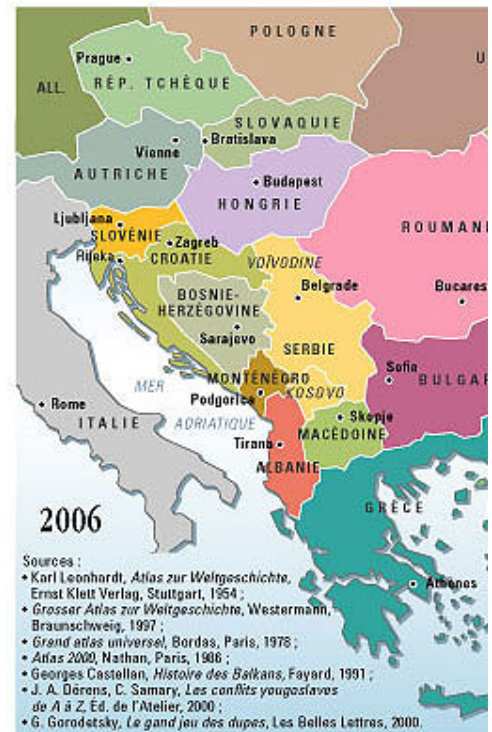 POLOGNE
Prague
RÉP. TCHÈQUE
U
ALL.
SLOVAQUIE
Vienne
Bratislava
AUTRICHE
Budapest
HONGRIE
Ljubljana
SLOVÉNIE
Zagreb
CROATIE
Rijeka
VOÏVODINE
ROUMANI
BOSNIE-
HERZÉGOVINE
Belgrade
Bucares
Sarajevo
SERBIE
MONTÉNÉGRO
KOSOVO
Sofia
BULGAR
MER
ADRIATIQUE
Podgorica
Rome
ITALIE
Skopje
MACÉDOINE
Tirana
ALBANIE
GRÈCE
Athènes
2006
Sources :
• Karl Leonhardt, Atlas zur Weltgeschichte,
Ernst Klett Verlag, Stuttgart, 1954 ;
• Grosser Atlas zur Weltgeschichte, Westermann,
Braunschweig, 1997 ;
• Grand atlas universel, Bordas, Paris, 1978 ;
• Atlas 2000, Nathan, Paris, 1986 ;
• Georges Castellan, Histoire des Balkans, Fayard, 1991 ;
• J. A. Dérens, C. Samary, Les conflits yougoslaves
de A à Z, Éd. de l'Atelier, 2000 ;
• G. Gorodetsky, Le gand jeu des dupes, Les Belles Lettres, 2000.